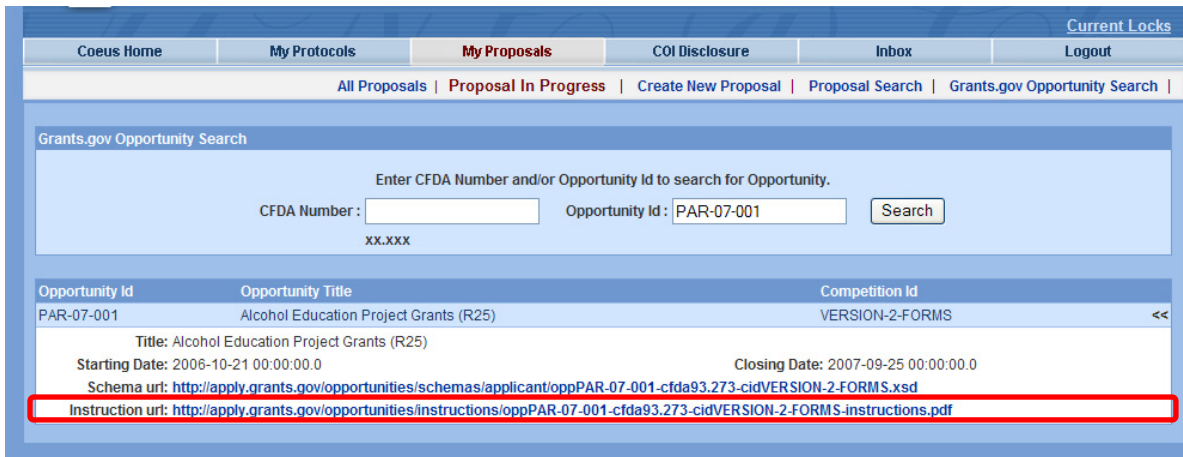 Current Locks
Coeus Home My Protocols My Proposals COI Disclosure Inbox Logout
All Proposals | Proposal In Progress | Create New Proposal | Proposal Search | Grants.gov Opportunity Search |
Grants.gov Opportunity Search
Enter CFDA Number and/or Opportunity Id to search for Opportunity.
CFDA Number : Opportunity Id : PAR-07-001 Search
xx.xxx
Opportunity Id Opportunity Title Competition Id
PAR-07-001 Alcohol Education Project Grants (R25) VERSION-2-FORMS <<
Title: Alcohol Education Project Grants (R25)
Starting Date: 2006-10-21 00:00:00.0 Closing Date: 2007-09-25 00:00:00.0
Schema url: http://apply.grants.gov/opportunities/schemas/applicant/oppPAR-07-001-cfda93.273-cidVERSION-2-FORMS.xsd
Instruction url: http://apply.grants.gov/opportunities/instructions/oppPAR-07-001-cfda93.273-cidVERSION-2-FORMS-instructions.pdf